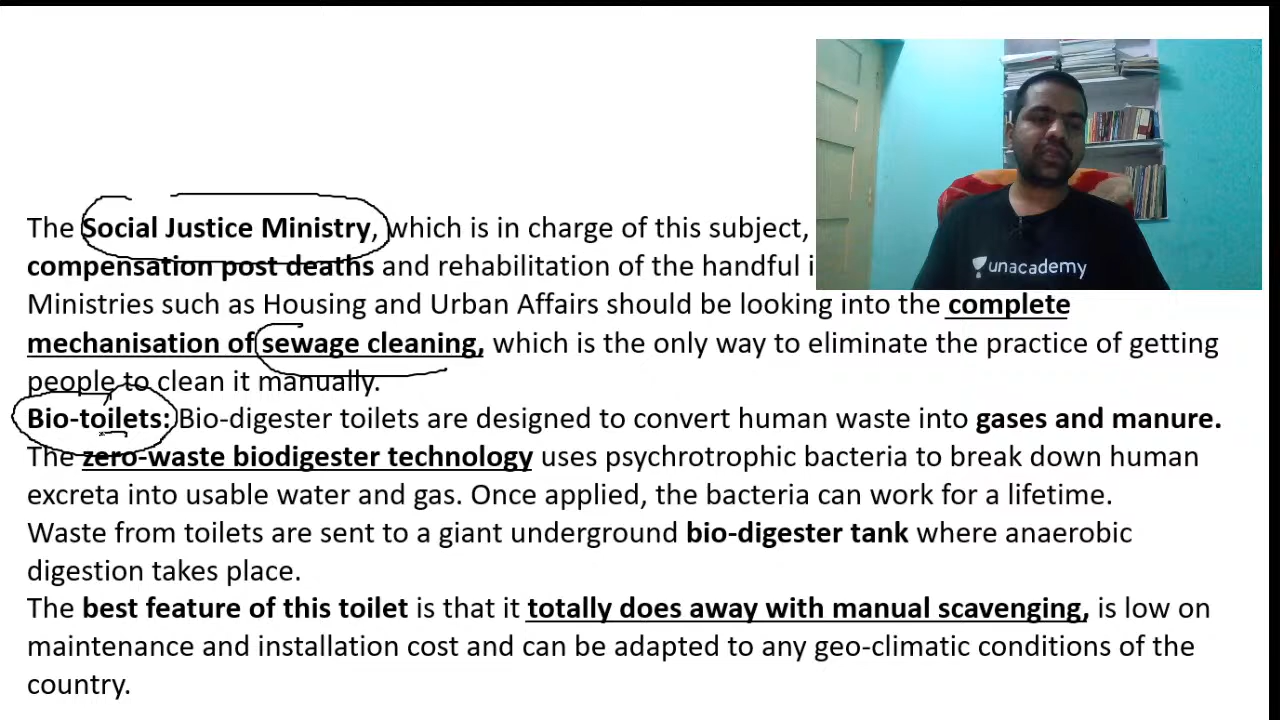 The Social Justice Ministry, which is in charge of this subject,
compensation post deaths and rehabilitation of the handful i
Ministries such as Housing and Urban Affairs should be looking into the complete
mechanisation of sewage cleaning, which is the only way to eliminate the practice of getting
people to clean it manually.
Bio-toilets: Bio-digester toilets are designed to convert human waste into gases and manure.
The zero-waste biodigester technology uses psychrotrophic bacteria to break down human
excreta into usable water and gas. Once applied, the bacteria can work for a lifetime.
Waste from toilets are sent to a giant underground bio-digester tank where anaerobic
digestion takes place.
The best feature of this toilet is that it totally does away with manual scavenging, is low on
maintenance and installation cost and can be adapted to any geo-climatic conditions of the
country.
unacademy